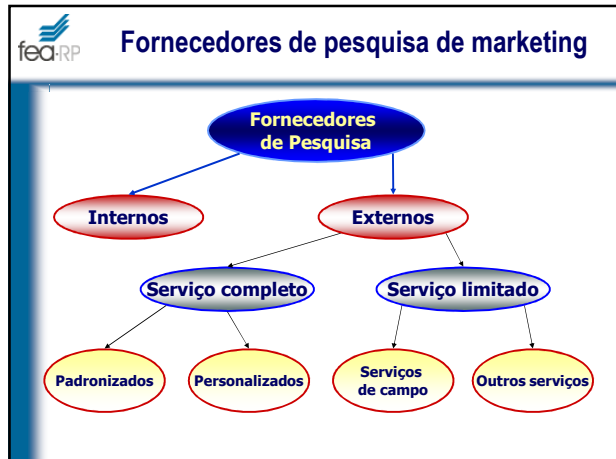 fea-RP
Fornecedores de pesquisa de marketing
Fornecedores
de Pesquisa
Internos
Externos
Serviço completo
Serviço limitado
Padronizados
Personalizados
Serviços
de campo
Outros serviços